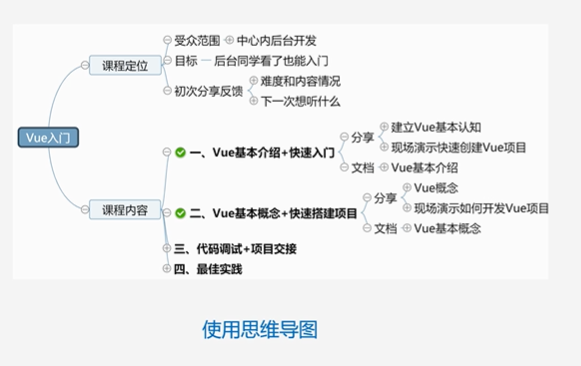 受众范围 中心内后台开发
课程定位 目标 后台同学看了也能入门
初次分享反馈 难度和内容情况
下一次想听什么
Vue入门
一、Vue基本介绍+快速入门 分享 建立Vue基本认知
现场演示快速创建Vue项目
文档 Vue基本介绍
课程内容 二、Vue基本概念+快速搭建项目 分享 Vue概念
现场演示如何开发Vue项目
文档 Vue基本概念
三、代码调试+项目交接
四、最佳实践
使用思维导图